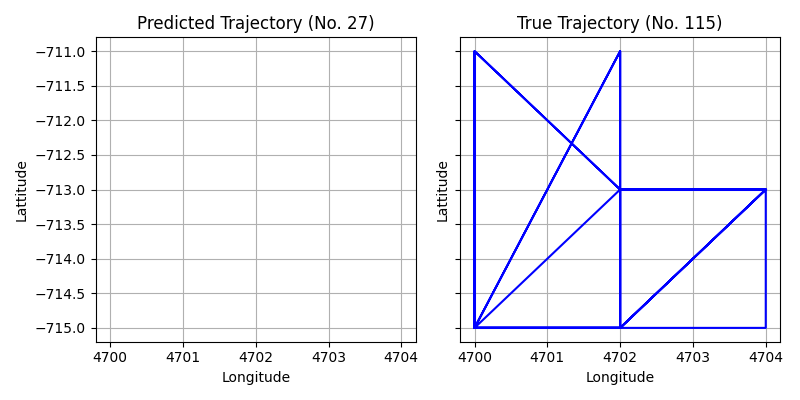 Predicted Trajectory (No. 27)
−711.0
−711.5
−712.0
−712.5
−713.0
−713.5
−714.0
−714.5
−715.0
Lattitude
4700 4701 4702 4703 4704
Longitude
True Trajectory (No. 115)
Lattitude
4700 4701 4702 4703 4704
Longitude